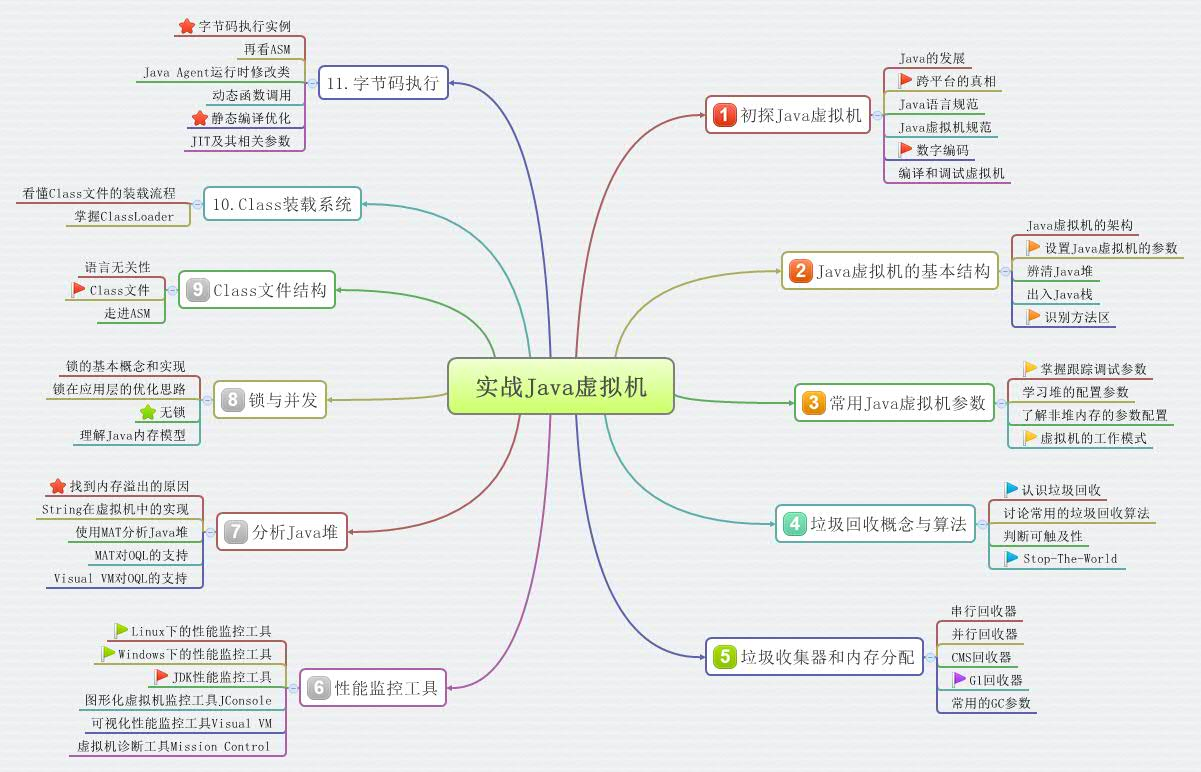 实战Java虚拟机
1 初探Java虚拟机
Java的发展
跨平台的真相
Java语言规范
Java虚拟机规范
数字编码
编译和调试虚拟机
2 Java虚拟机的基本结构
Java虚拟机的架构
设置Java虚拟机的参数
辨清Java堆
出入Java栈
识别方法区
3 常用Java虚拟机参数
掌握跟踪调试参数
学习堆的配置参数
了解非堆内存的参数配置
虚拟机的工作模式
4 垃圾回收概念与算法
认识垃圾回收
讨论常用的垃圾回收算法
判断可触及性
Stop-The-World
5 垃圾收集器和内存分配
串行回收器
并行回收器
CMS回收器
G1回收器
常用的GC参数
6 性能监控工具
Linux下的性能监控工具
Windows下的性能监控工具
JDK性能监控工具
图形化虚拟机监控工具JConsole
可视化性能监控工具Visual VM
虚拟机诊断工具Mission Control
7 分析Java堆
找到内存溢出的原因
String在虚拟机中的实现
使用MAT分析Java堆
MAT对OQL的支持
Visual VM对OQL的支持
8 锁与并发
锁的基本概念和实现
锁在应用层的优化思路
无锁
理解Java内存模型
9 Class文件结构
语言无关性
Class文件
走进ASM
10.Class装载系统
看懂Class文件的装载流程
掌握ClassLoader
11.字节码执行
字节码执行实例
再看ASM
Java Agent运行时修改类
动态函数调用
静态编译优化
JIT及其相关参数